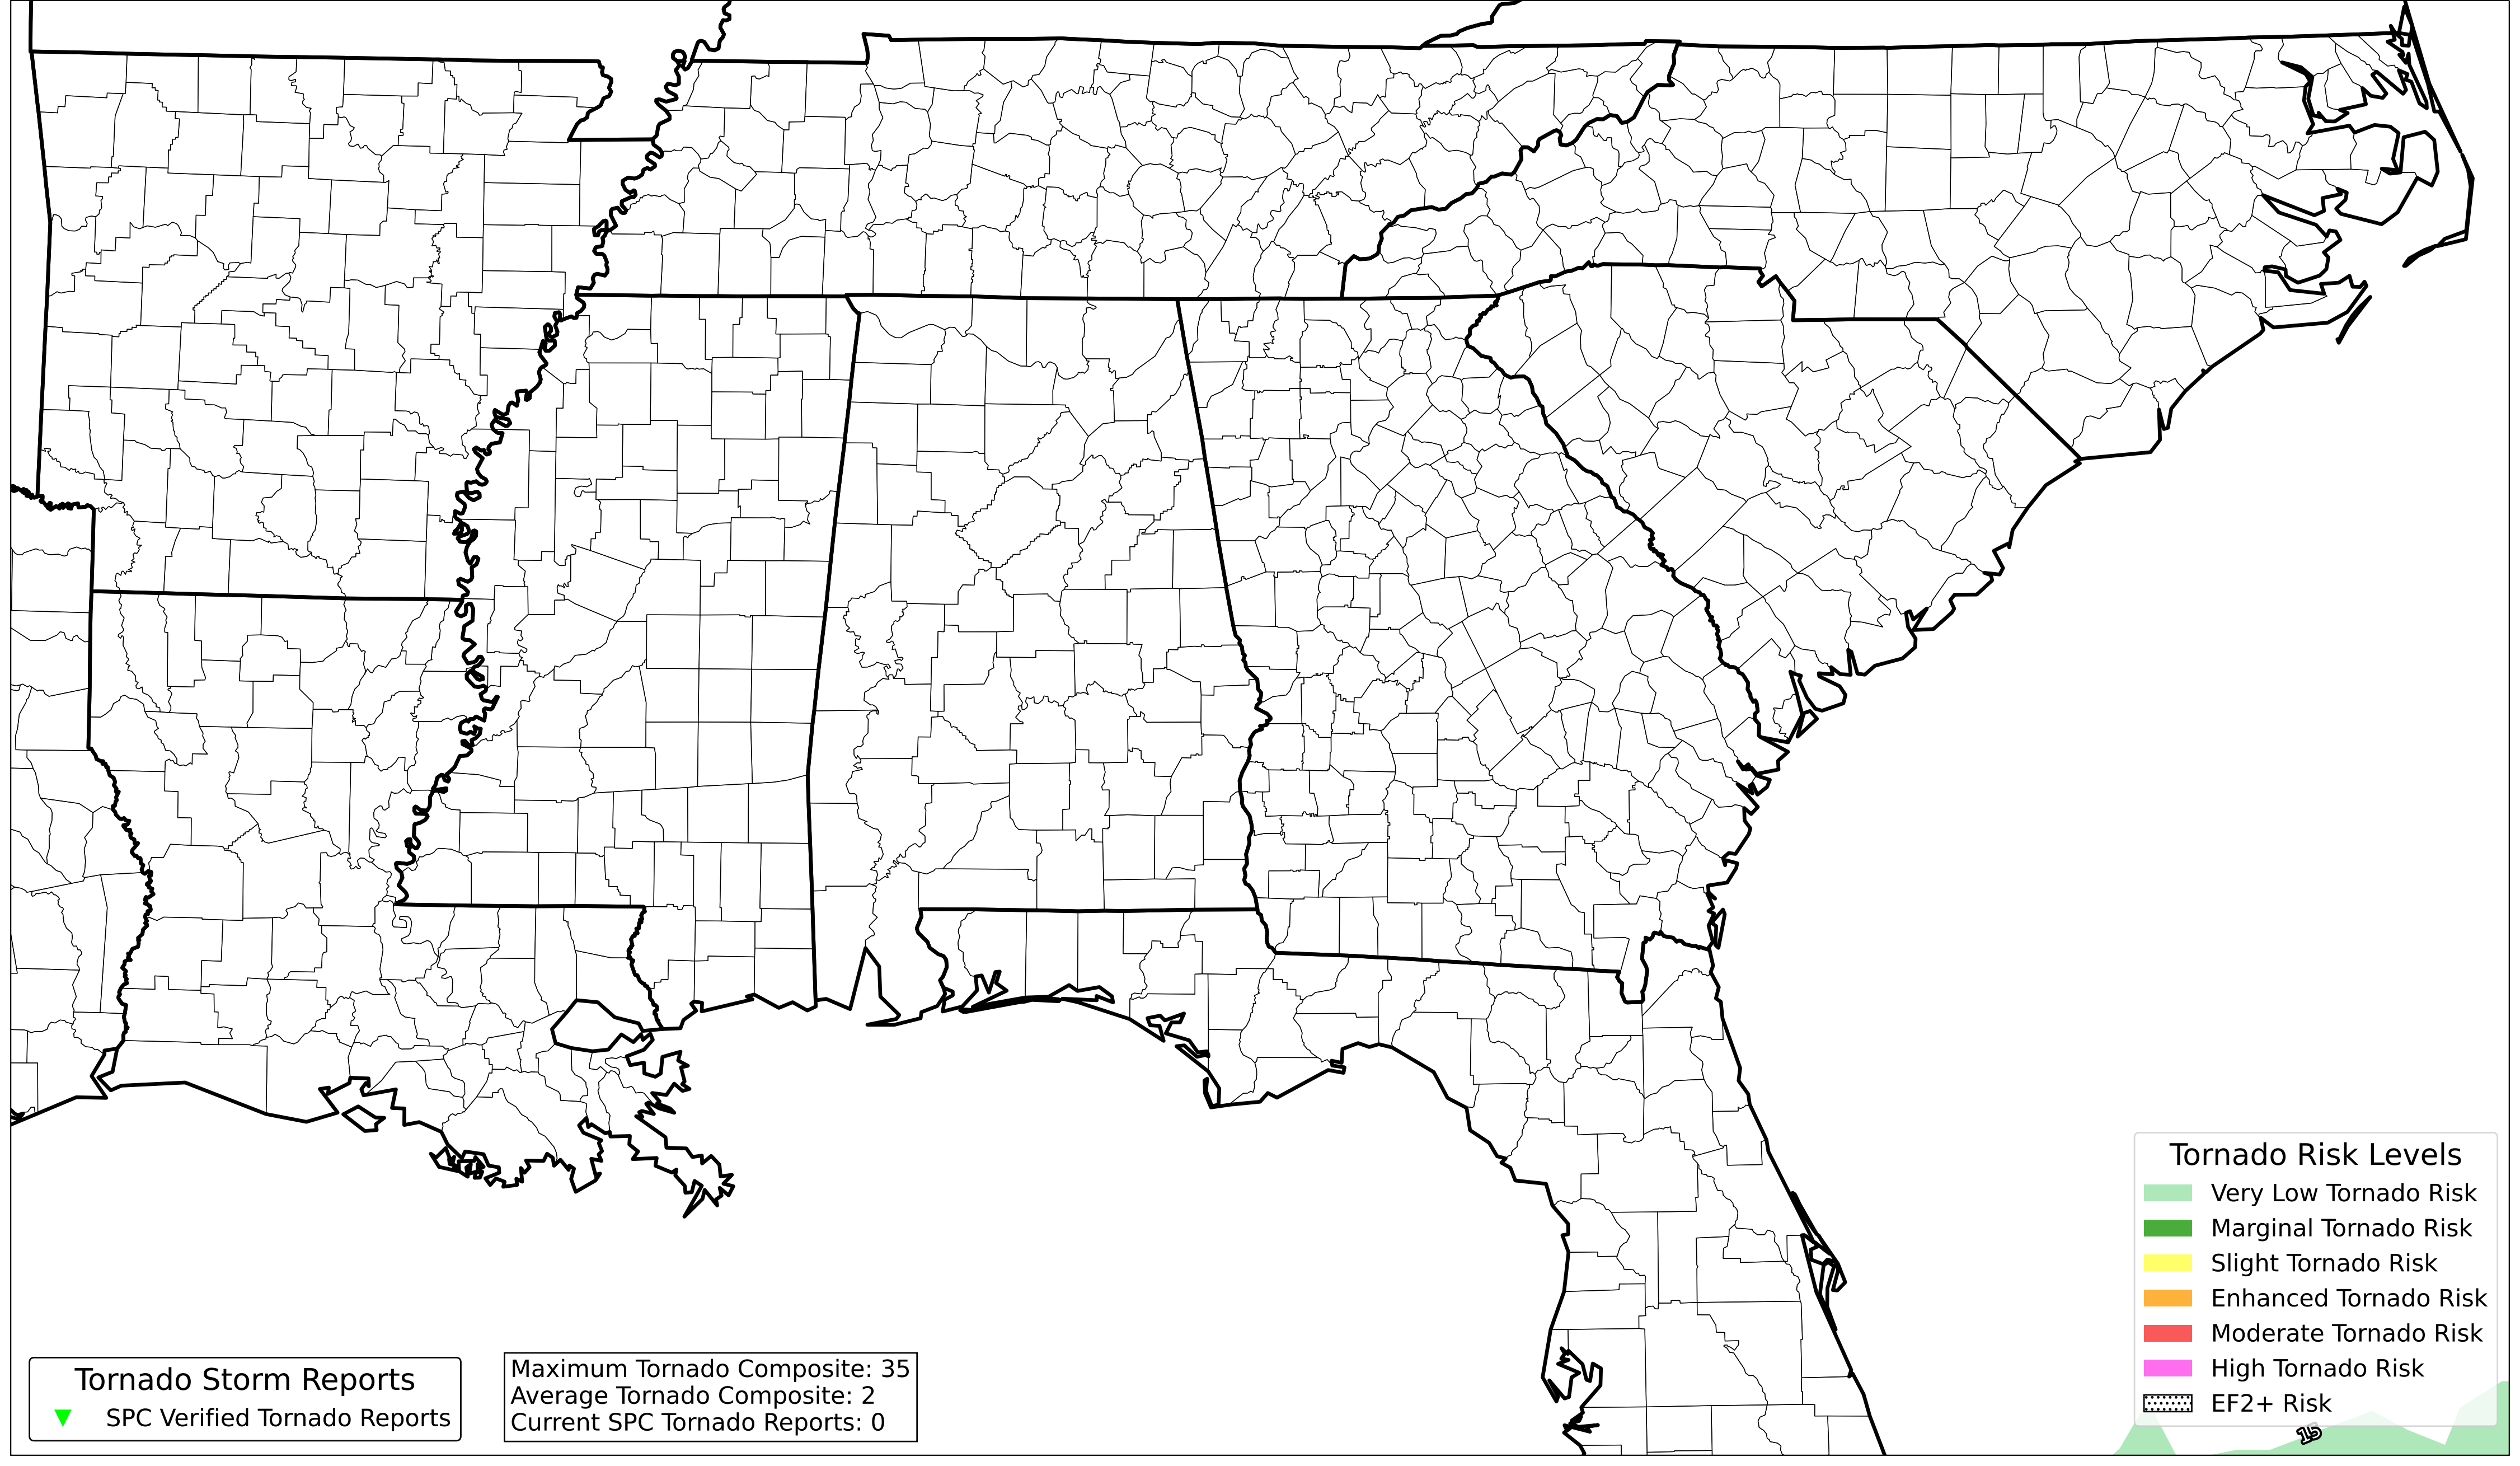 Tornado Risk Levels
Very Low Tornado Risk
Marginal Tornado Risk
Slight Tornado Risk
Enhanced Tornado Risk
Moderate Tornado Risk
High Tornado Risk
EF2+ Risk
Tornado Storm Reports
SPC Verified Tornado Reports
Maximum Tornado Composite: 35
Average Tornado Composite: 2
Current SPC Tornado Reports: 0
15